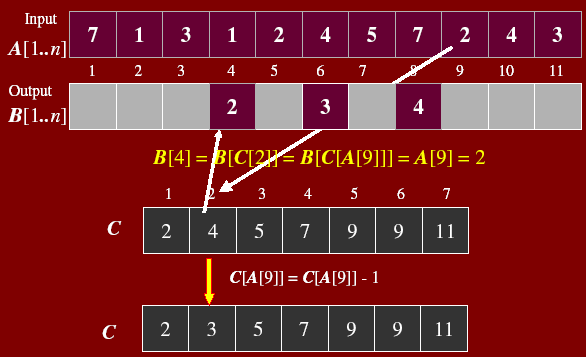 Input
A[1..n] 7 1 3 1 2 4 5 7 2 4 3
1 2 3 4 5 6 7 8 9 10 11
Output
B[1..n] 2 3 4
B[4] = B[C[2]] = B[C[A[9]]] = A[9] = 2
1 2 3 4 5 6 7
C 2 4 5 7 9 9 11
C[A[9]] = C[A[9]] - 1
C 2 3 5 7 9 9 11